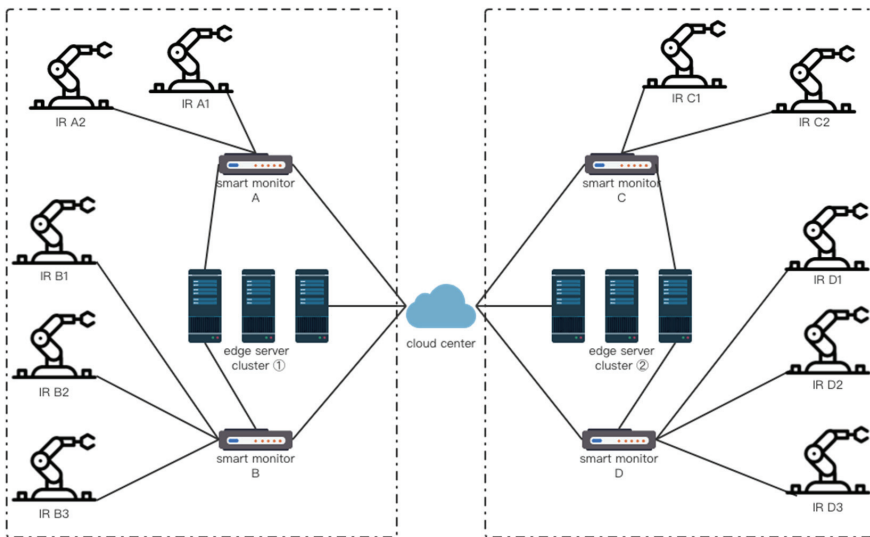 IR A2
IR A1
IR C1
IR C2
smart monitor
A
smart monitor
C
IR B1
IR D1
edge server
cluster ①
cloud center
edge server
cluster ②
IR B2
IR D2
smart monitor
B
smart monitor
D
IR B3
IR D3